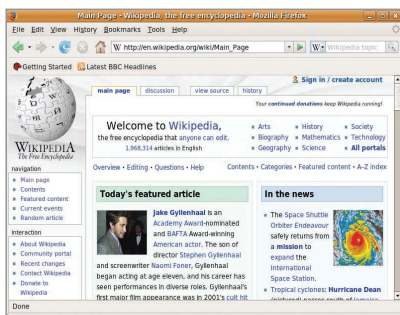 Main Page - Wikipedia, the free encyclopedia - Mozilla Firefox
File Edit View History Bookmarks Tools Help
W http://en.wikipedia.org/wiki/Main_Page
W Wikipedia topic
Getting Started Latest BBC Headlines
Sign in / create account
main page discussion view source history
Your continued donations keep Wikipedia running!
Welcome to Wikipedia,
the free encyclopedia that anyone can edit.
1,968,314 articles in English
Arts History Society
Biography Mathematics Technology
Geography Science All portals
WIKIPEDIA
The Free Encyclopedia
Overview • Editing • Questions • Help
Contents • Categories • Featured content • A–Z index
navigation
Main page
Contents
Featured content
Current events
Random article
interaction
About Wikipedia
Community portal
Recent changes
Contact Wikipedia
Donate to
Wikipedia
Today's featured article
Jake Gyllenhaal is an
Academy Award-nominated
and BAFTA Award-winning
American actor. The son of
director Stephen Gyllenhaal
and screenwriter Naomi Foner, Gyllenhaal
began acting at age eleven, and his career has
seen performances in diverse roles. Gyllenhaal's
first major film appearance was in 2001's cult hit
In the news
The Space Shuttle
Orbiter Endeavour
safely returns from
a mission to
expand the
International
Space Station.
Tropical cyclones: Hurricane Dean
(pictured) passes south of Jamaica
Done